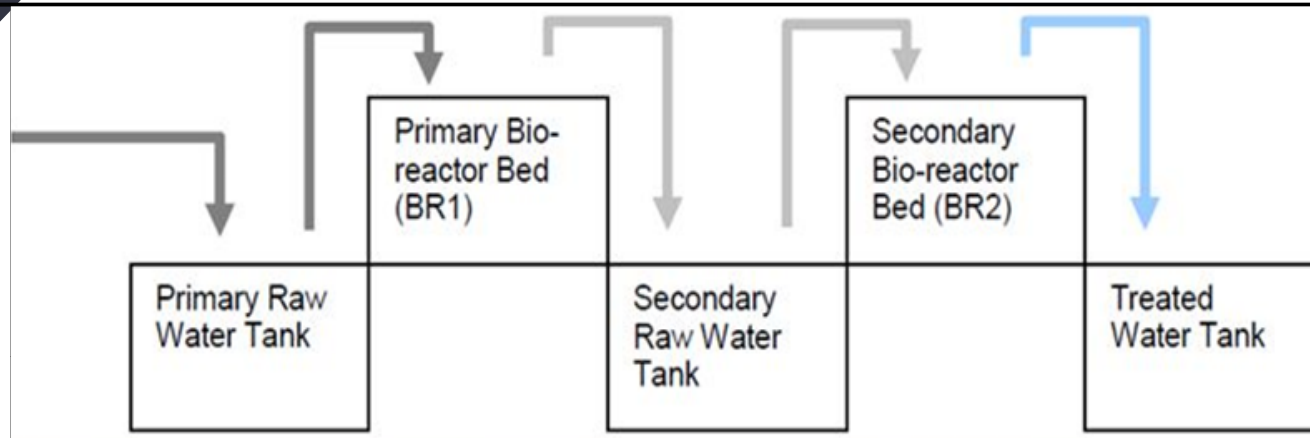 Primary Bio-
reactor Bed
(BR1)
Secondary
Bio-reactor
Bed (BR2)
Primary Raw
Water Tank
Secondary
Raw Water
Tank
Treated
Water Tank